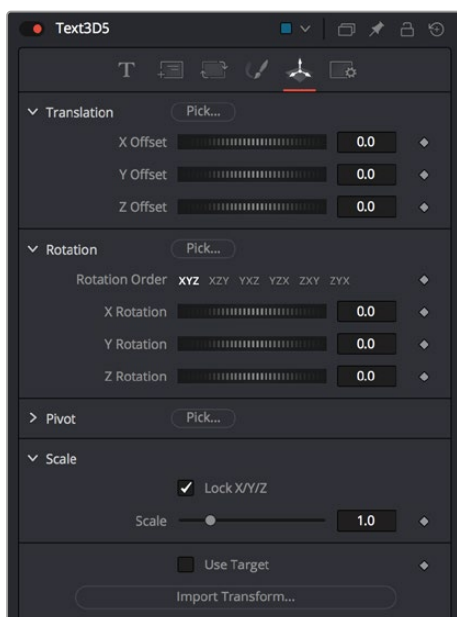 Text3D5
T
Translation Pick...
X Offset 0.0
Y Offset 0.0
Z Offset 0.0
Rotation Pick...
Rotation Order XYZ XZY YXZ YZX ZXY ZYX
X Rotation 0.0
Y Rotation 0.0
Z Rotation 0.0
Pivot Pick...
Scale
Lock X/Y/Z
Scale 1.0
Use Target
Import Transform...